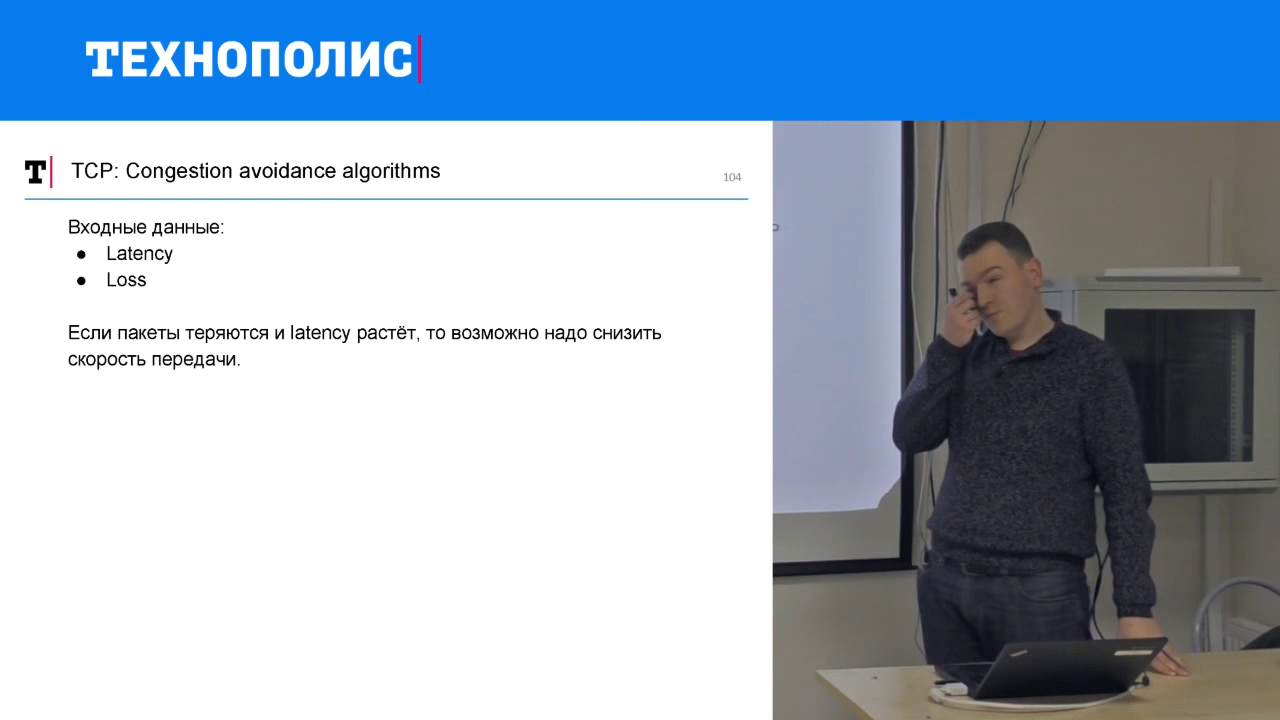 ТЕХНОПОЛИС
T
TCP: Congestion avoidance algorithms
104
Входные данные:
● Latency
● Loss
Если пакеты теряются и latency растёт, то возможно надо снизить
скорость передачи.